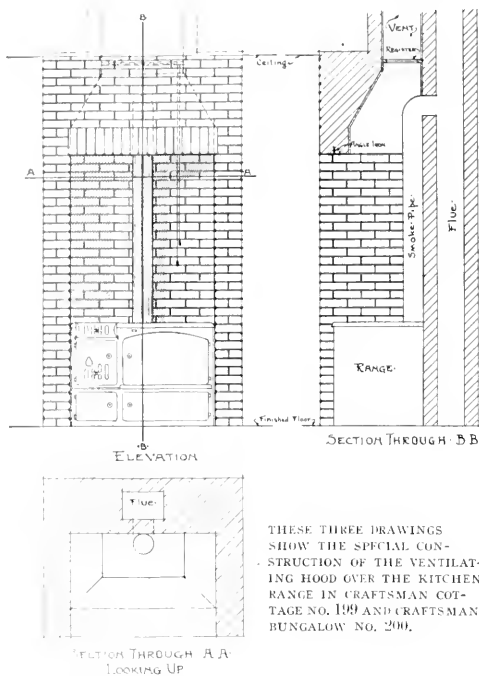 B
VENT
REGISTER
Ceiling
ANGLE IRON
A
A
Smoke Pipe
Flue
RANGE
Finished Floor
B
SECTION THROUGH B B
ELEVATION
Flue
THESE THREE DRAWINGS
SHOW THE SPECIAL CON-
STRUCTION OF THE VENTILAT-
ING HOOD OVER THE KITCHEN
RANGE IN CRAFTSMAN COT-
TAGE NO. 199 AND CRAFTSMAN
BUNGALOW NO. 200.
SECTION THROUGH A A
LOOKING UP